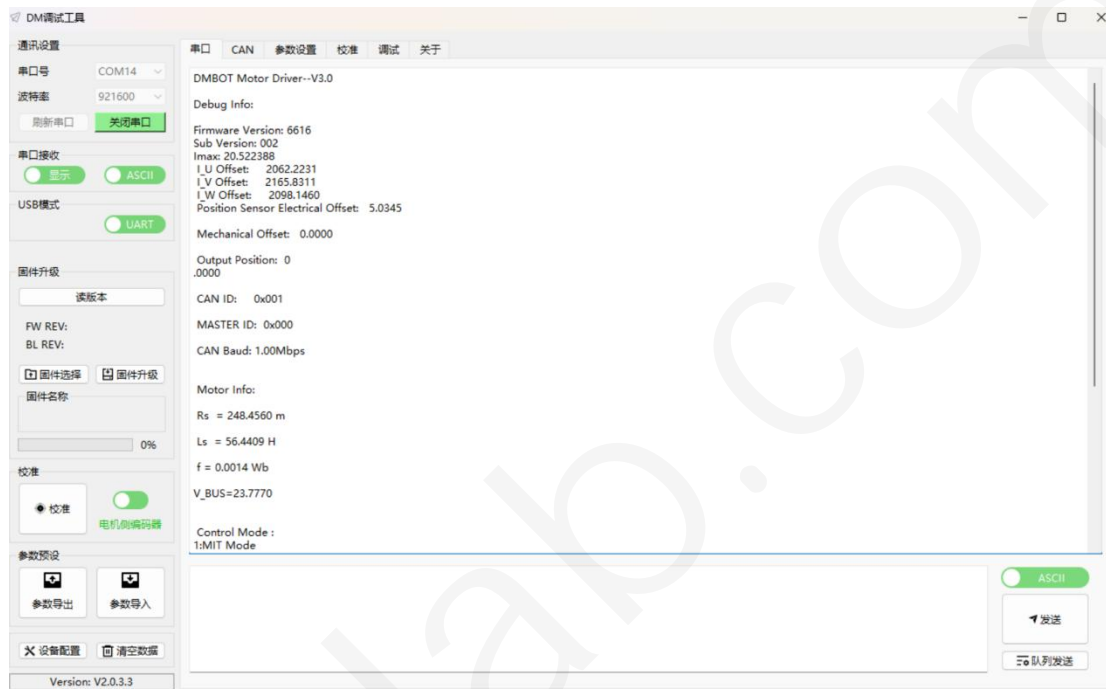 DM调试工具
通讯设置
串口号 COM14
波特率 921600
刷新串口 关闭串口
串口接收
显示 ASCII
USB模式
UART
固件升级
读版本
FW REV:
BL REV:
固件选择 固件升级
固件名称
0%
校准
校准
电机侧编码器
参数预设
参数导出 参数导入
设备配置 清空数据
Version: V2.0.3.3
串口 CAN 参数设置 校准 调试 关于
DMBOT Motor Driver--V3.0
Debug Info:
Firmware Version: 6616
Sub Version: 002
Imax: 20.522388
I_U Offset: 2062.2231
I_V Offset: 2165.8311
I_W Offset: 2098.1460
Position Sensor Electrical Offset: 5.0345
Mechanical Offset: 0.0000
Output Position: 0
.0000
CAN ID: 0x001
MASTER ID: 0x000
CAN Baud: 1.00Mbps
Motor Info:
Rs = 248.4560 m
Ls = 56.4409 H
f = 0.0014 Wb
V_BUS=23.7770
Control Mode :
1:MIT Mode
ASCII
发送
队列发送
lab.com